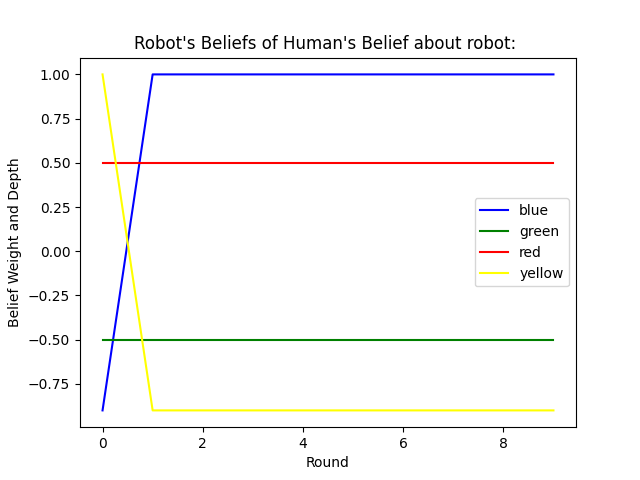 Robot's Beliefs of Human's Belief about robot:
1.00
0.75
0.50
0.25
0.00
−0.25
−0.50
−0.75
Belief Weight and Depth
blue
green
red
yellow
0 2 4 6 8
Round